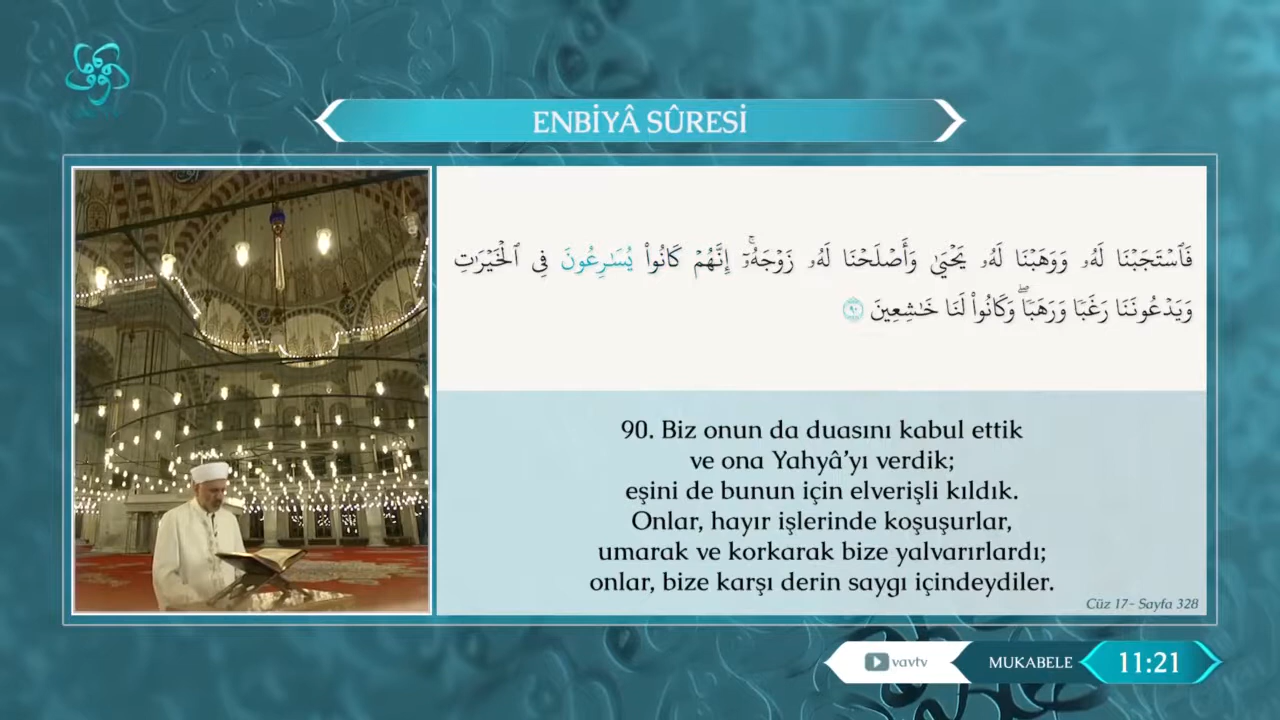 ENBİYÂ SÛRESİ
فَٱسْتَجَبْنَا لَهُۥ وَوَهَبْنَا لَهُۥ يَحْيَىٰ وَأَصْلَحْنَا لَهُۥ زَوْجَهُۥٓ ۚ إِنَّهُمْ كَانُوا۟ يُسَٰرِعُونَ فِى ٱلْخَيْرَٰتِ
وَيَدْعُونَنَا رَغَبًا وَرَهَبًا ۖ وَكَانُوا۟ لَنَا خَٰشِعِينَ ٩٠
90. Biz onun da duasını kabul ettik
ve ona Yahyâ’yı verdik;
eşini de bunun için elverişli kıldık.
Onlar, hayır işlerinde koşuşurlar,
umarak ve korkarak bize yalvarırlardı;
onlar, bize karşı derin saygı içindeydiler.
Cüz 17- Sayfa 328
vavtv
MUKABELE
11:21